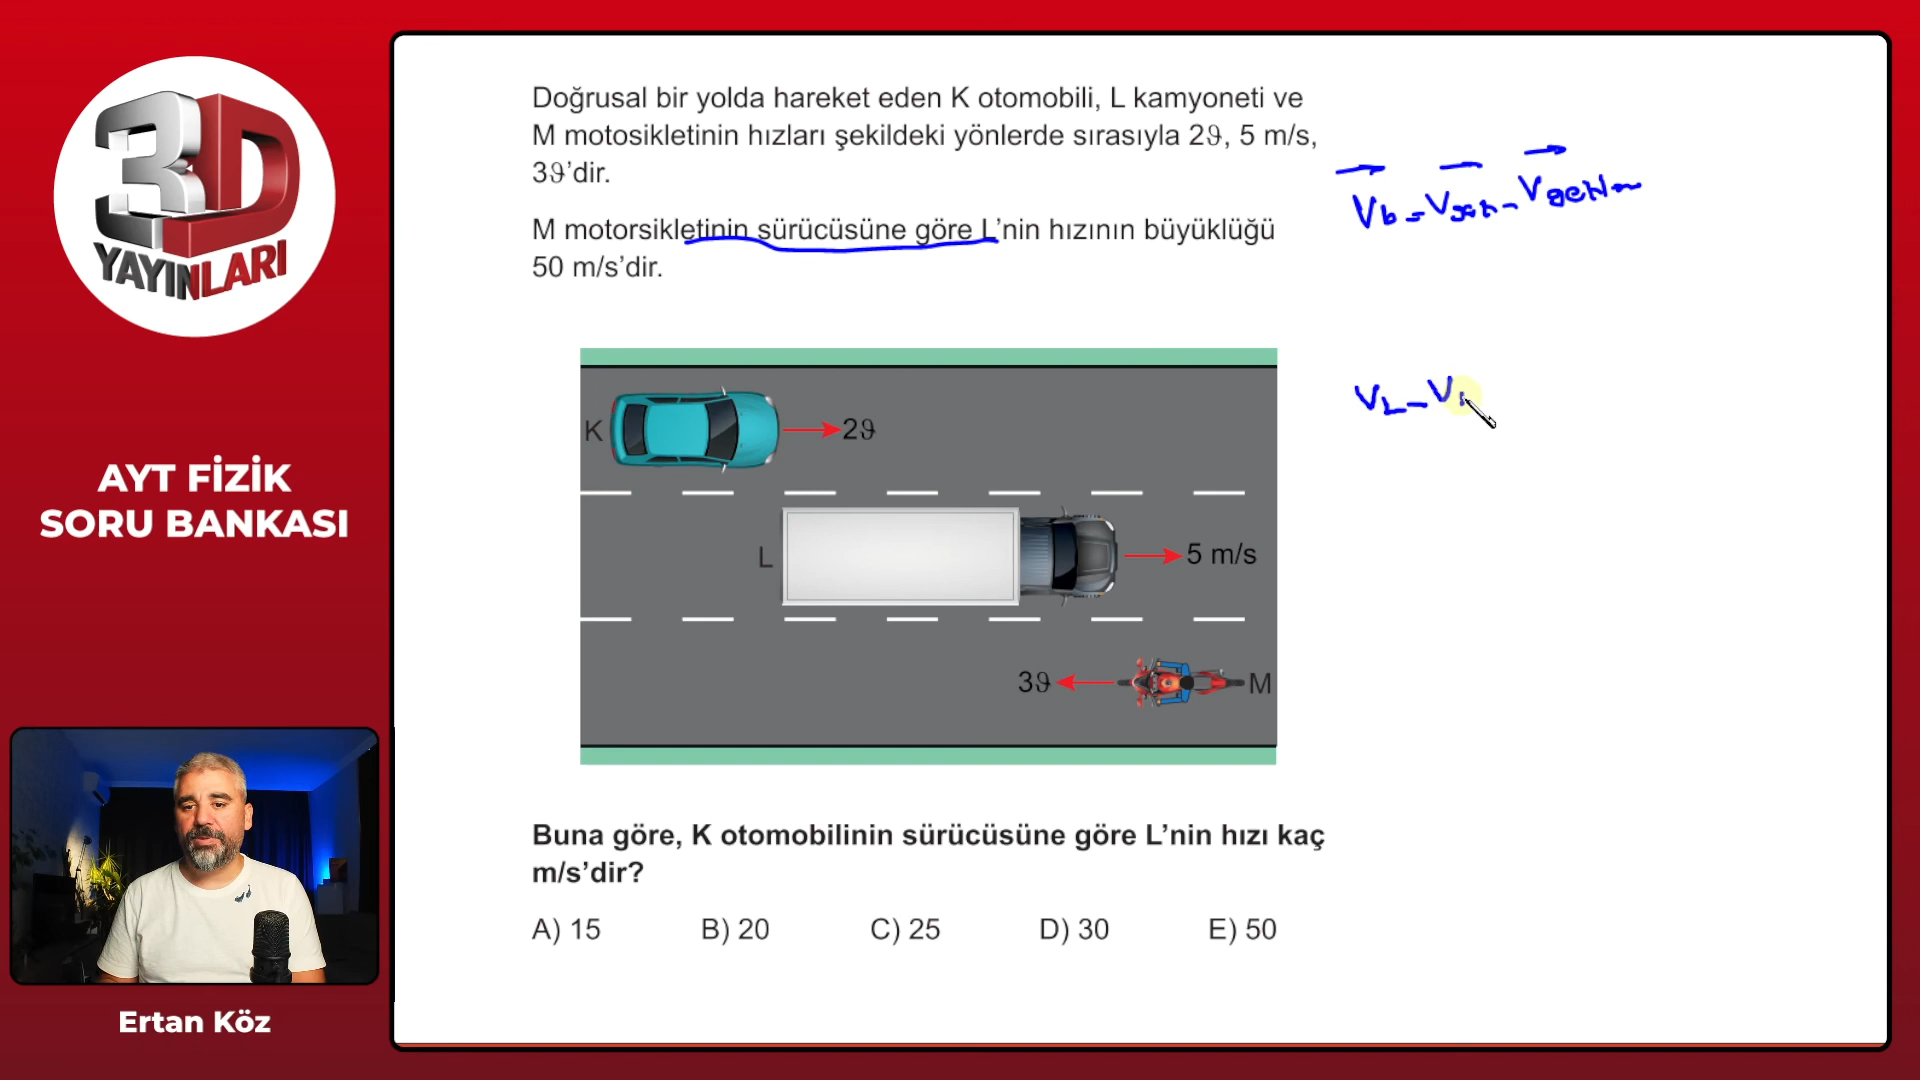 3D
YAYINLARI
AYT FİZİK
SORU BANKASI
Ertan Köz
Doğrusal bir yolda hareket eden K otomobili, L kamyoneti ve
M motosikletinin hızları şekildeki yönlerde sırasıyla 2ϑ, 5 m/s,
3ϑ’dir.
M motorsikletinin sürücüsüne göre L’nin hızının büyüklüğü
50 m/s’dir.
K
2ϑ
L
5 m/s
3ϑ
M
Buna göre, K otomobilinin sürücüsüne göre L’nin hızı kaç
m/s’dir?
A) 15 B) 20 C) 25 D) 30 E) 50
Vb = V - V
VL - V